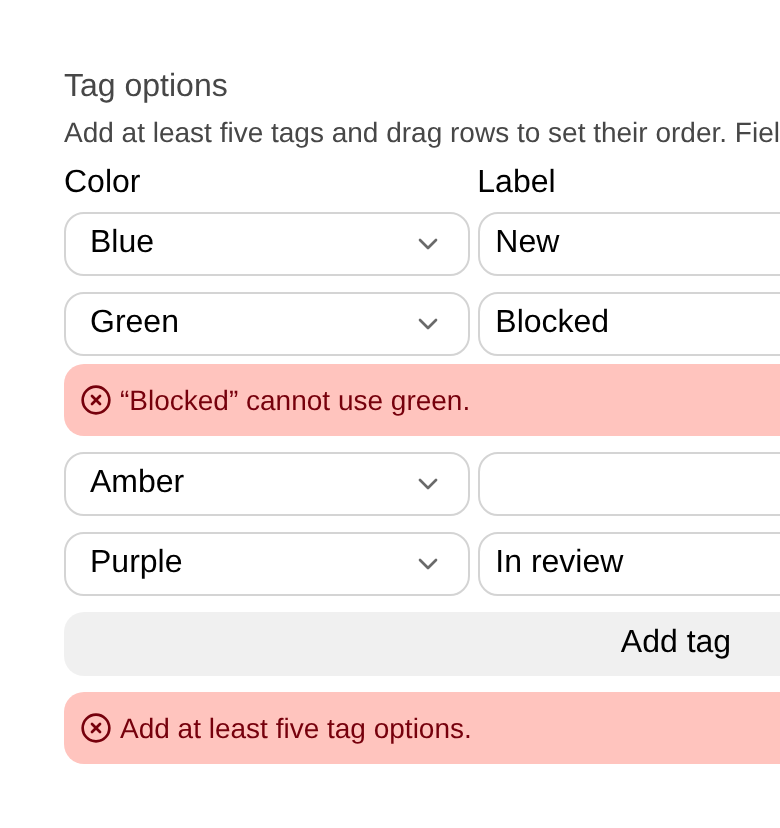 Tag options
Add at least five tags and drag rows to set their order.
Color Label
Blue New
Green Blocked
“Blocked” cannot use green.
Amber
Purple In review
Add tag
Add at least five tag options.